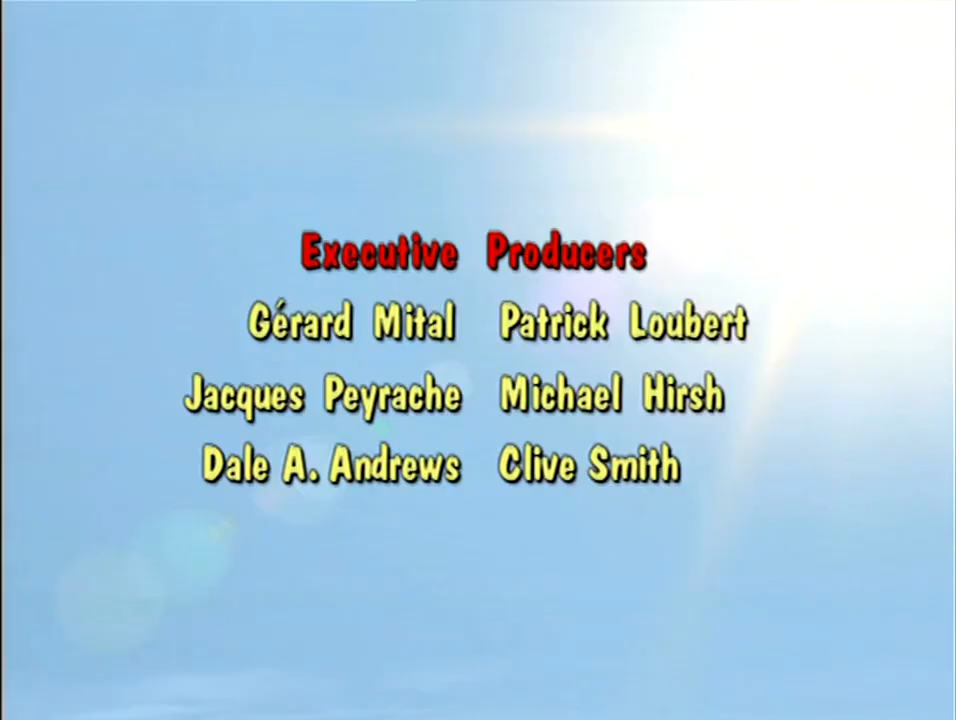 Executive Producers
Gérard Mital Patrick Loubert
Jacques Peyrache Michael Hirsh
Dale A. Andrews Clive Smith